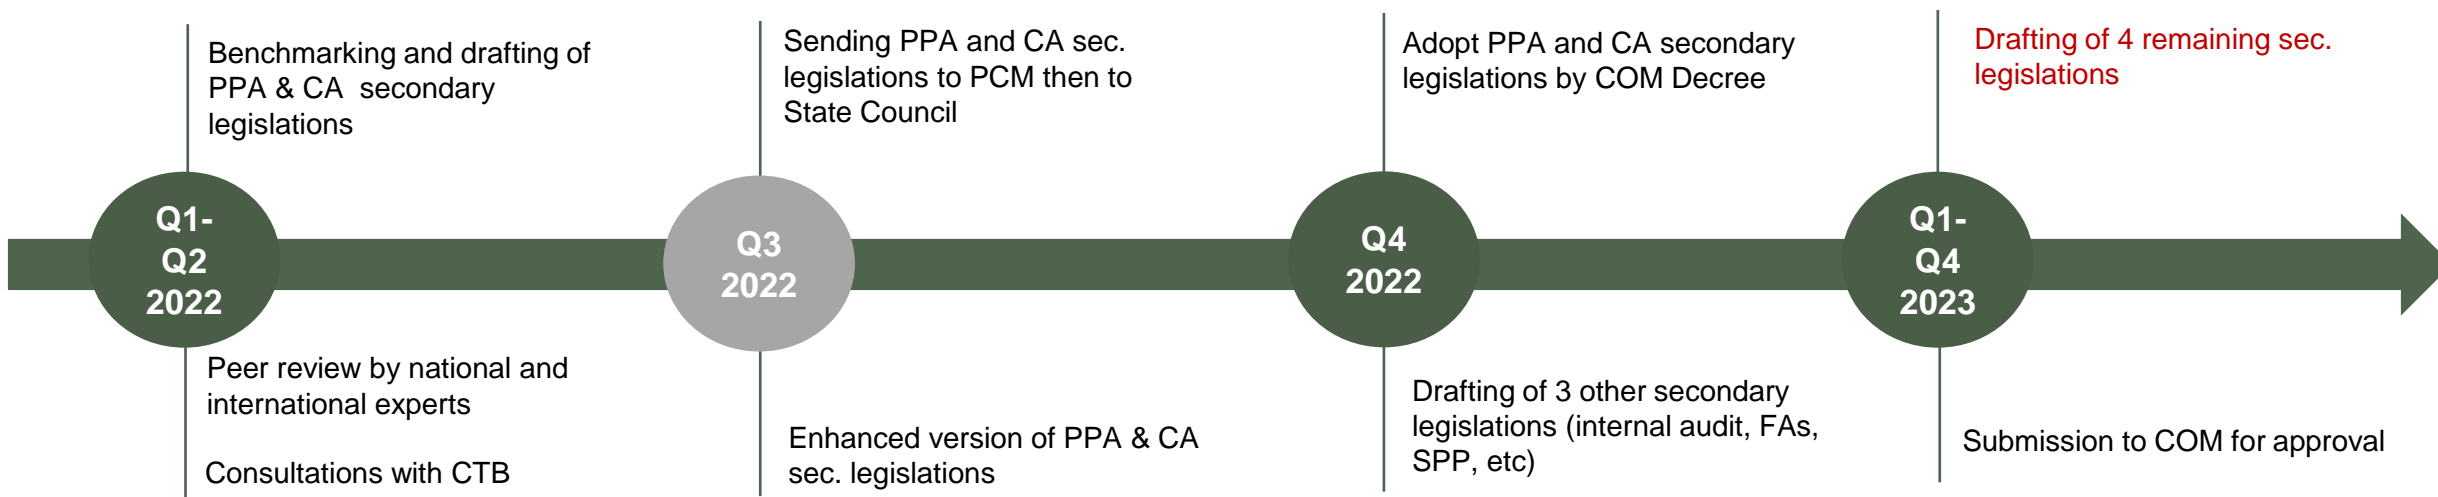 Benchmarking and drafting of
PPA & CA secondary
legislations
Sending PPA and CA sec.
legislations to PCM then to
State Council
Adopt PPA and CA secondary
legislations by COM Decree
Drafting of 4 remaining sec.
legislations
Q1-
Q2
2022
Q3
2022
Q4
2022
Q1-
Q4
2023
Peer review by national and
international experts
Consultations with CTB
Enhanced version of PPA & CA
sec. legislations
Drafting of 3 other secondary
legislations (internal audit, FAs,
SPP, etc)
Submission to COM for approval